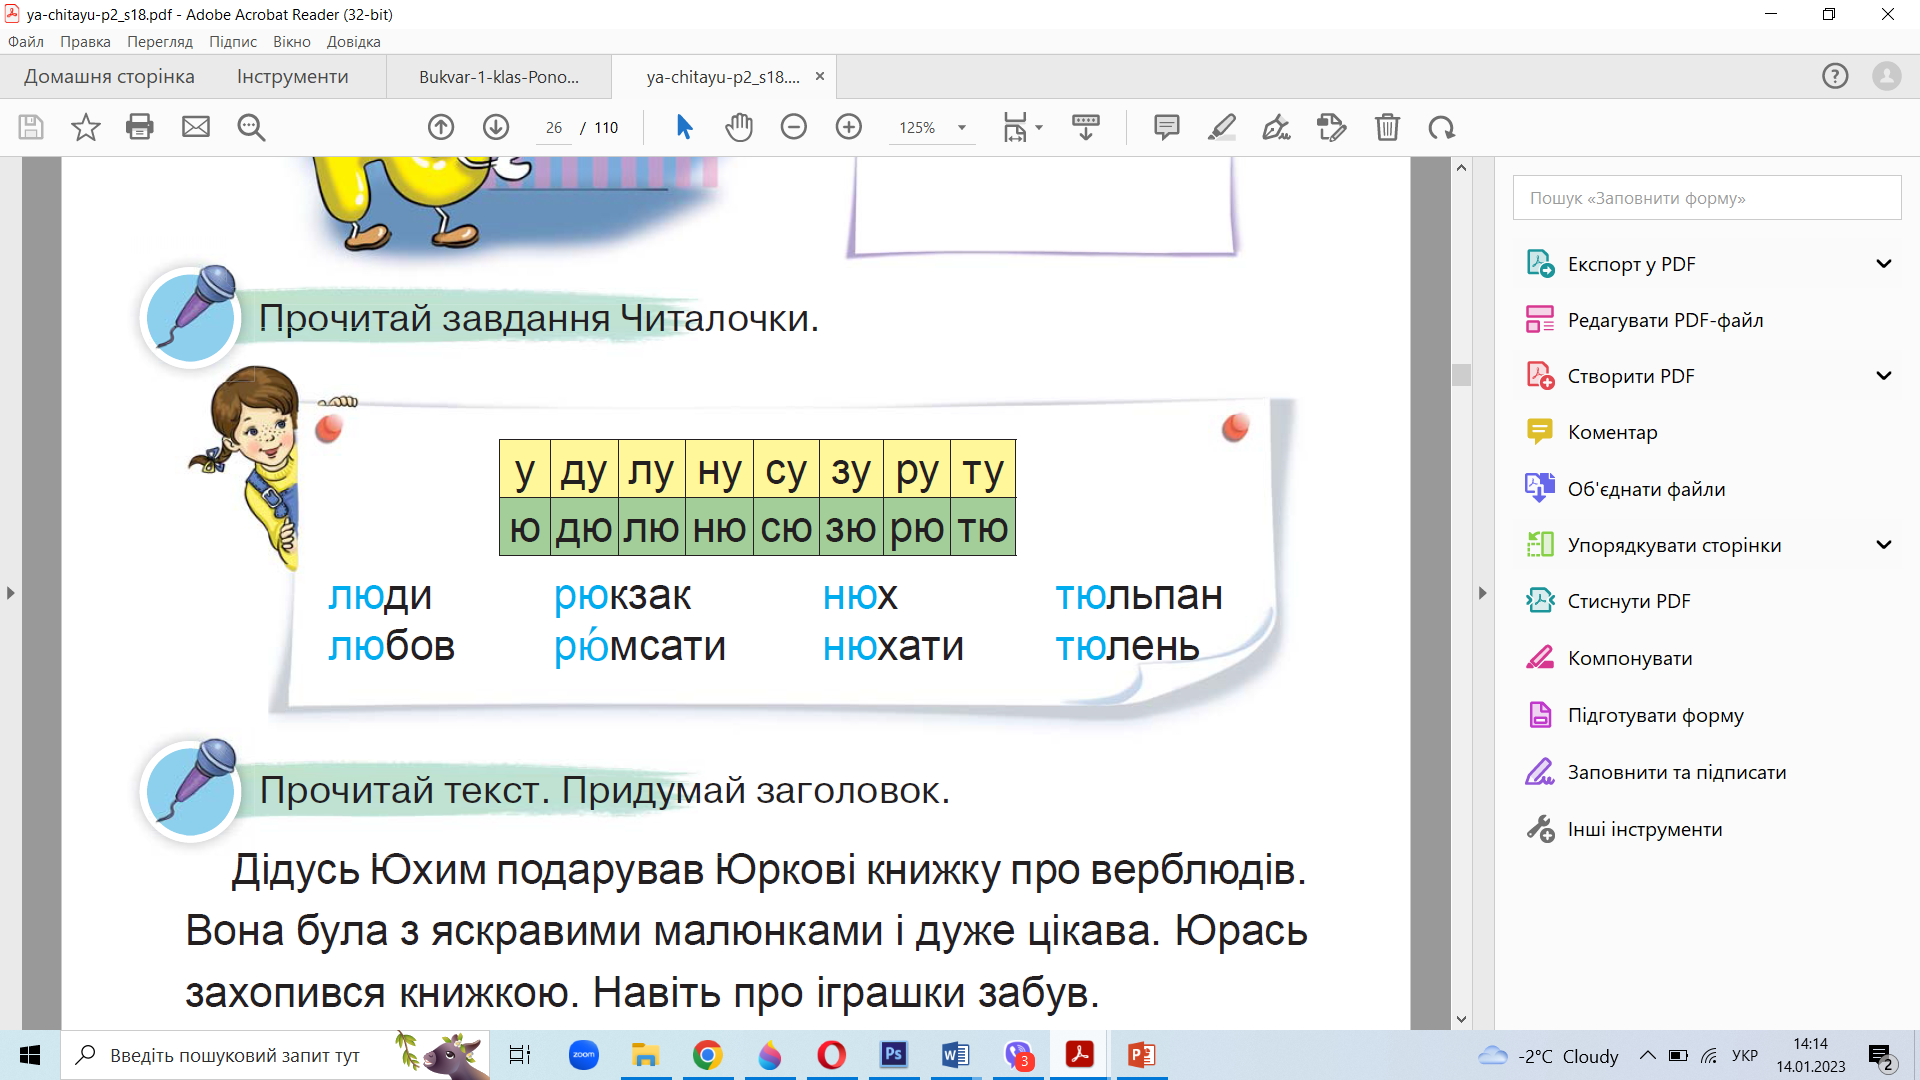 ya-chitayu-p2_s18.pdf - Adobe Acrobat Reader (32-bit)
Файл Правка Перегляд Підпис Вікно Довідка
Домашня сторінка Інструменти Bukvar-1-klas-Pono... ya-chitayu-p2_s18....
26 / 110 125%
Прочитай завдання Читалочки.
у ду лу ну су зу ру ту
ю дю лю ню сю зю рю тю
люди рюкзак нюх тюльпан
любов рю́мсати нюхати тюлень
Прочитай текст. Придумай заголовок.
Дідусь Юхим подарував Юркові книжку про верблюдів.
Вона була з яскравими малюнками і дуже цікава. Юрась
захопився книжкою. Навіть про іграшки забув.
Пошук «Заповнити форму»
Експорт у PDF
Редагувати PDF-файл
Створити PDF
Коментар
Об'єднати файли
Упорядкувати сторінки
Стиснути PDF
Компонувати
Підготувати форму
Заповнити та підписати
Інші інструменти
Введіть пошуковий запит тут zoom Ps W 3 P -2°C Cloudy УКР 14:14
14.01.2023 2